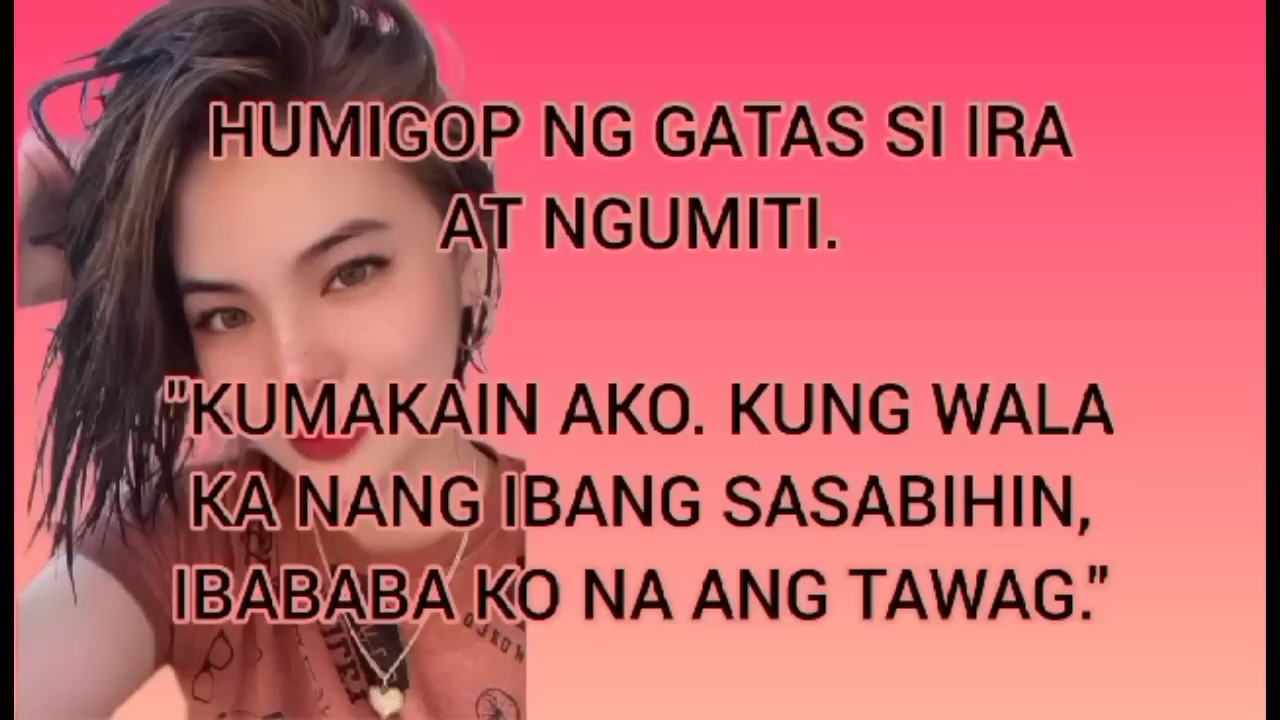 HUMIGOP NG GATAS SI IRA
AT NGUMITI.
"KUMAKAIN AKO. KUNG WALA
KA NANG IBANG SASABIHIN,
IBABABA KO NA ANG TAWAG."